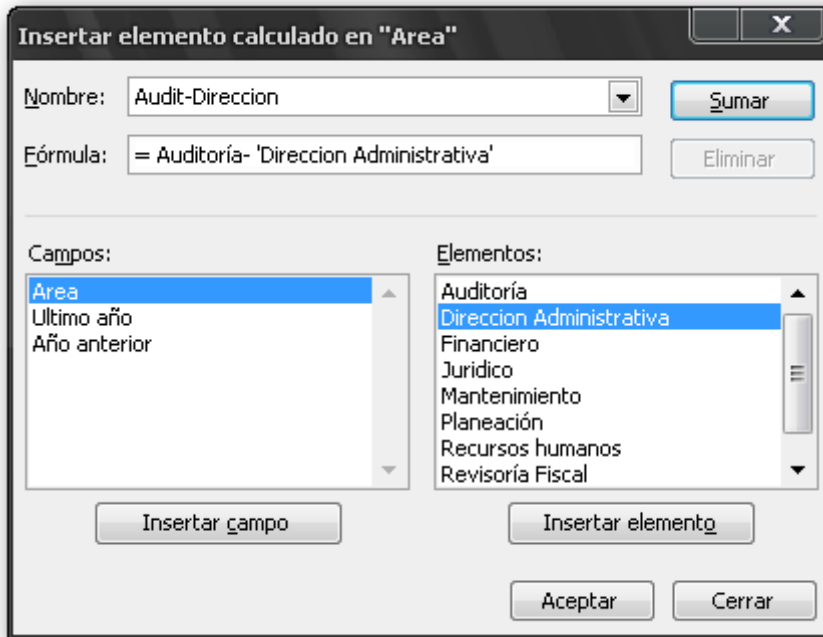 Insertar elemento calculado en "Area"
Nombre: Audit-Direccion Sumar
Fórmula: = Auditoría- 'Direccion Administrativa' Eliminar
Campos:
Area
Ultimo año
Año anterior
Insertar campo
Elementos:
Auditoría
Direccion Administrativa
Financiero
Juridico
Mantenimiento
Planeación
Recursos humanos
Revisoría Fiscal
Insertar elemento
Aceptar Cerrar